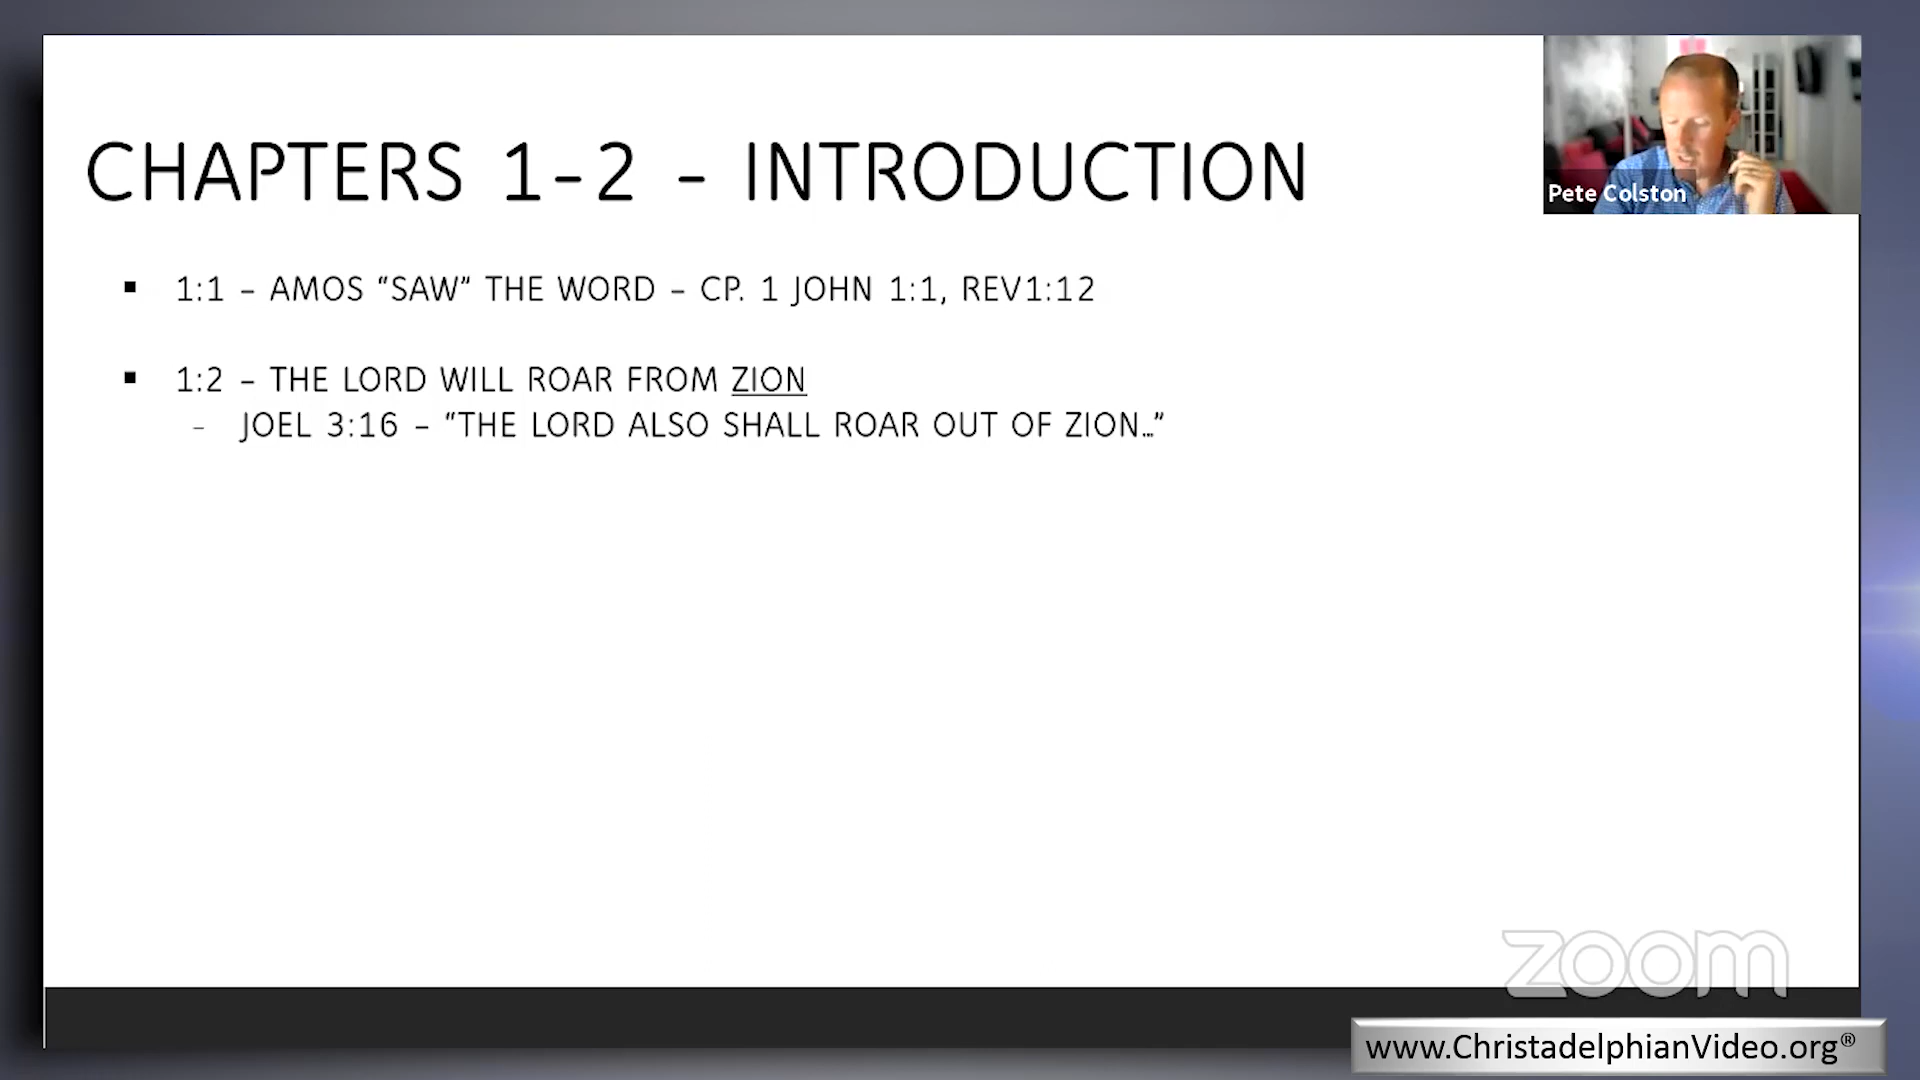 CHAPTERS 1-2 - INTRODUCTION
Pete Colston
▪ 1:1 – AMOS “SAW” THE WORD – CP. 1 JOHN 1:1, REV1:12
▪ 1:2 – THE LORD WILL ROAR FROM ZION
– JOEL 3:16 – “THE LORD ALSO SHALL ROAR OUT OF ZION…”
zoom
www.ChristadelphianVideo.org®